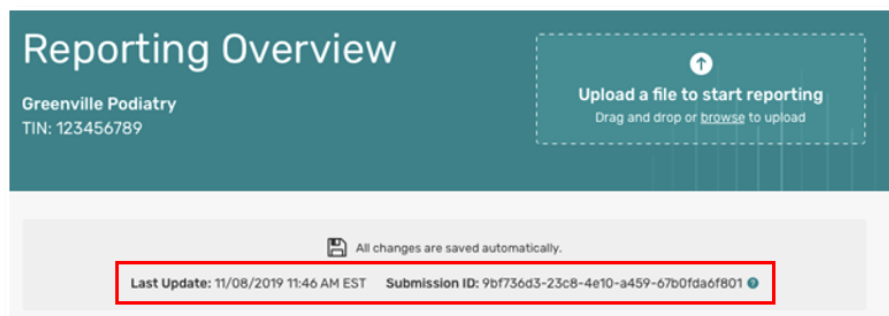 Reporting Overview
Greenville Podiatry
TIN: 123456789
Upload a file to start reporting
Drag and drop or browse to upload
All changes are saved automatically.
Last Update: 11/08/2019 11:46 AM EST Submission ID: 9bf736d3-23c8-4e10-a459-67b0fda6f801 ?